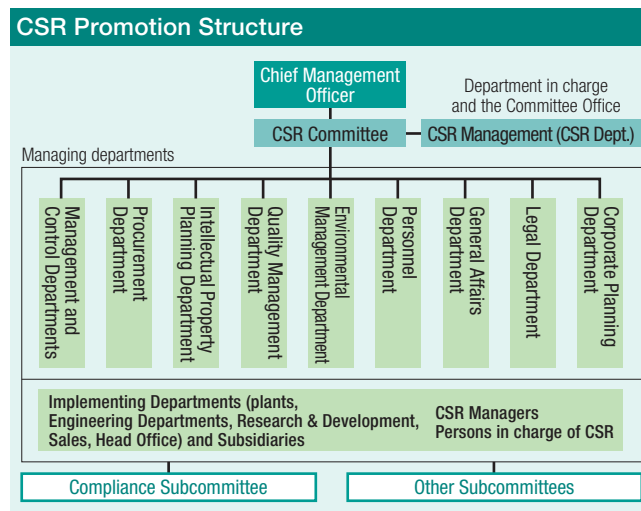 CSR Promotion Structure
Chief Management
Officer
Department in charge
and the Committee Office
CSR Committee
CSR Management (CSR Dept.)
Managing departments
Management and
Control Departments
Procurement
Department
Intellectual Property
Planning Department
Quality Management
Department
Environmental
Management Department
Personnel
Department
General Affairs
Department
Legal Department
Corporate Planning
Department
Implementing Departments (plants,
Engineering Departments, Research & Development,
Sales, Head Office) and Subsidiaries
CSR Managers
Persons in charge of CSR
Compliance Subcommittee
Other Subcommittees